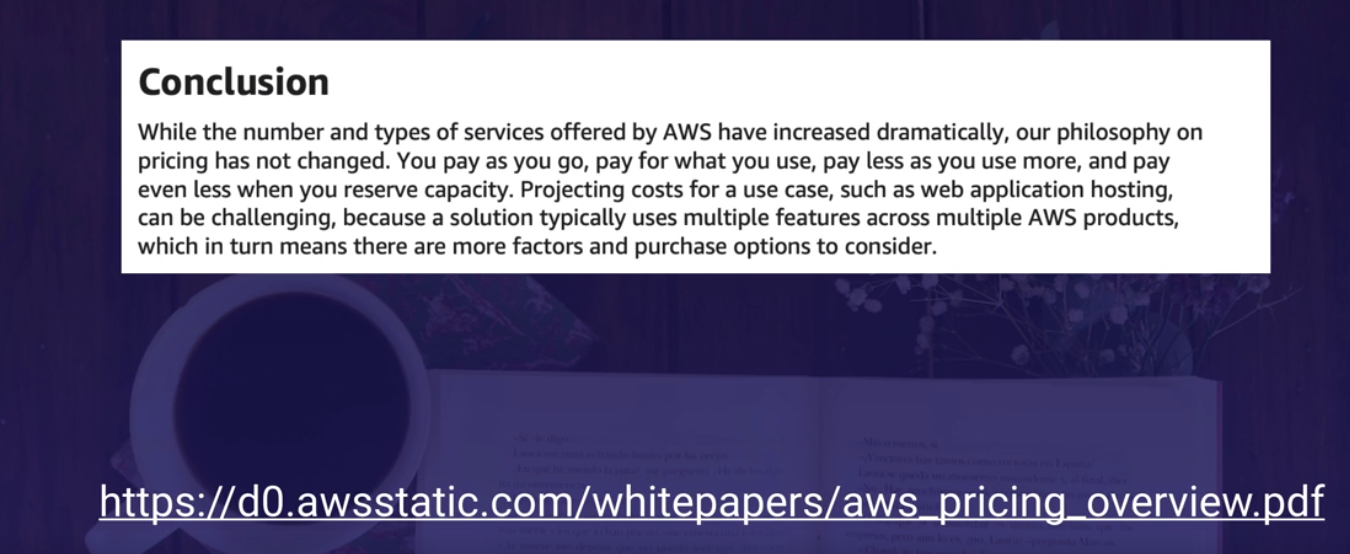 Conclusion
While the number and types of services offered by AWS have increased dramatically, our philosophy on
pricing has not changed. You pay as you go, pay for what you use, pay less as you use more, and pay
even less when you reserve capacity. Projecting costs for a use case, such as web application hosting,
can be challenging, because a solution typically uses multiple features across multiple AWS products,
which in turn means there are more factors and purchase options to consider.
https://d0.awsstatic.com/whitepapers/aws_pricing_overview.pdf